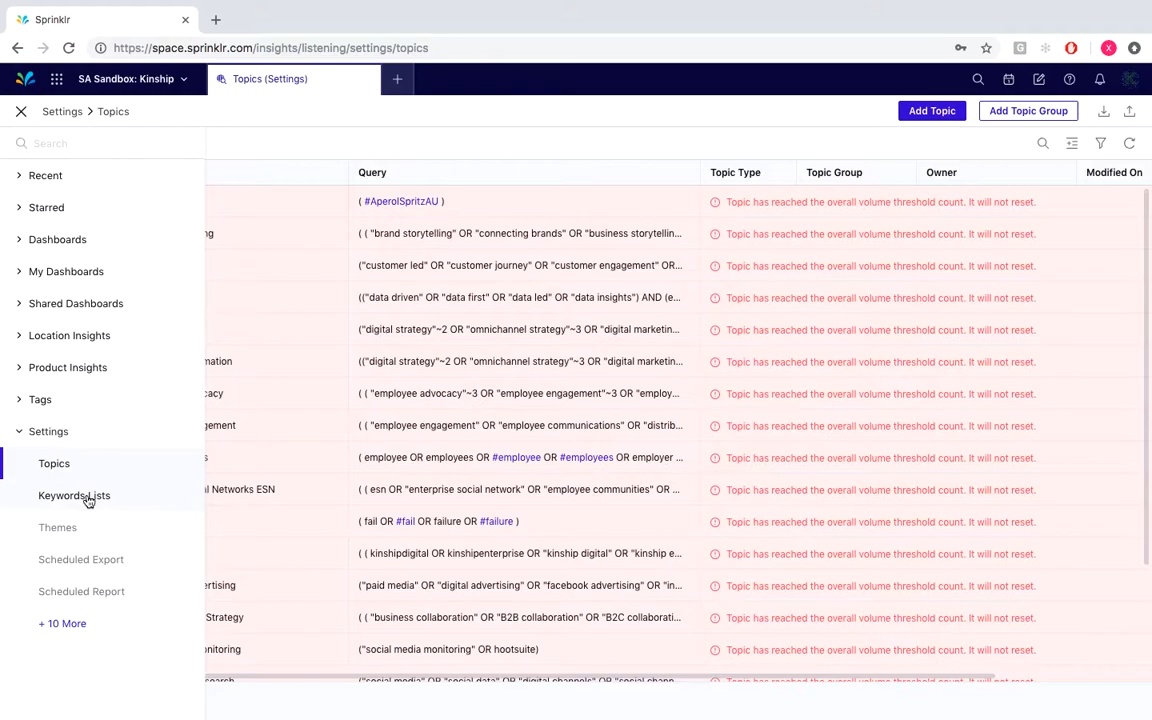 Sprinklr
https://space.sprinklr.com/insights/listening/settings/topics
G
X
SA Sandbox: Kinship
Topics (Settings)
Settings > Topics
Add Topic
Add Topic Group
Search
Recent
Starred
Dashboards
My Dashboards
Shared Dashboards
Location Insights
Product Insights
Tags
Settings
Topics
Keywords Lists
Themes
Scheduled Export
Scheduled Report
+ 10 More
Query Topic Type Topic Group Owner Modified On
( #AperolSpritzAU ) Topic has reached the overall volume threshold count. It will not reset.
ng ( ( "brand storytelling" OR "connecting brands" OR "business storytellin... Topic has reached the overall volume threshold count. It will not reset.
("customer led" OR "customer journey" OR "customer engagement" OR... Topic has reached the overall volume threshold count. It will not reset.
(("data driven" OR "data first" OR "data led" OR "data insights") AND (e... Topic has reached the overall volume threshold count. It will not reset.
("digital strategy"~2 OR "omnichannel strategy"~3 OR "digital marketin... Topic has reached the overall volume threshold count. It will not reset.
mation (("digital strategy"~2 OR "omnichannel strategy"~3 OR "digital marketin... Topic has reached the overall volume threshold count. It will not reset.
cacy ( ( "employee advocacy"~3 OR "employee engagement"~3 OR "employ... Topic has reached the overall volume threshold count. It will not reset.
gement ( ( "employee engagement" OR "employee communications" OR "distrib... Topic has reached the overall volume threshold count. It will not reset.
s ( employee OR employees OR #employee OR #employees OR employer ... Topic has reached the overall volume threshold count. It will not reset.
l Networks ESN ( ( esn OR "enterprise social network" OR "employee communities" OR ... Topic has reached the overall volume threshold count. It will not reset.
( fail OR #fail OR failure OR #failure ) Topic has reached the overall volume threshold count. It will not reset.
( ( kinshipdigital OR kinshipenterprise OR "kinship digital" OR "kinship e... Topic has reached the overall volume threshold count. It will not reset.
ertising ("paid media" OR "digital advertising" OR "facebook advertising" OR "in... Topic has reached the overall volume threshold count. It will not reset.
Strategy ( ( "business collaboration" OR "B2B collaboration" OR "B2C collaborati... Topic has reached the overall volume threshold count. It will not reset.
onitoring ("social media monitoring" OR hootsuite) Topic has reached the overall volume threshold count. It will not reset.
search ("social media" OR "social data" OR "digital channels" OR "social chann... Topic has reached the overall volume threshold count. It will not reset.